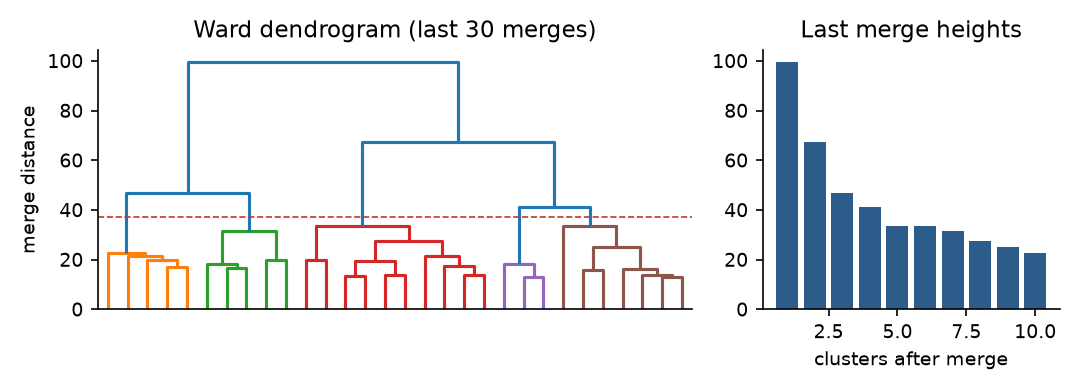 Ward dendrogram (last 30 merges)
merge distance
100
80
60
40
20
0
Last merge heights
100
80
60
40
20
0
2.5 5.0 7.5 10.0
clusters after merge